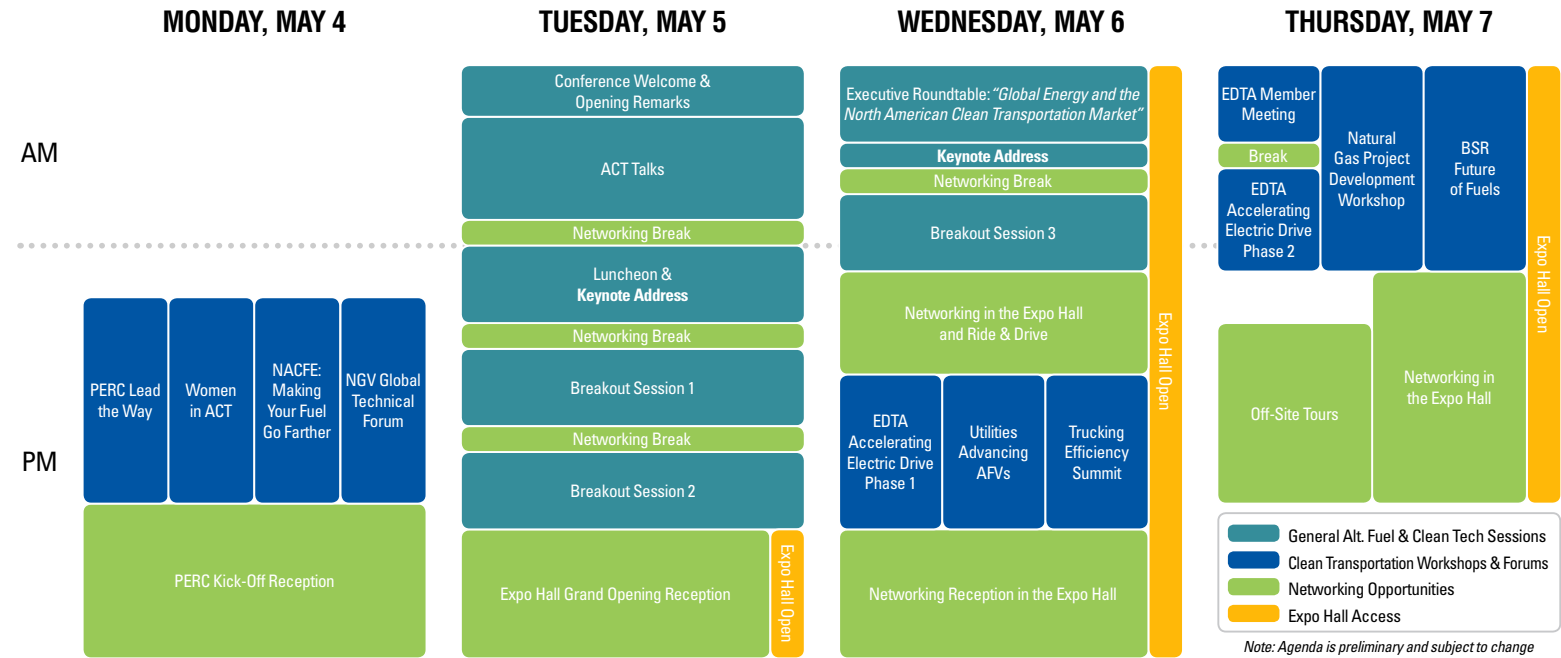 MONDAY, MAY 4
TUESDAY, MAY 5
WEDNESDAY, MAY 6
THURSDAY, MAY 7
AM
PM
PERC Lead
the Way
Women
in ACT
NACFE:
Making
Your Fuel
Go Farther
NGV Global
Technical
Forum
PERC Kick-Off Reception
Conference Welcome &
Opening Remarks
ACT Talks
Networking Break
Luncheon &
Keynote Address
Networking Break
Breakout Session 1
Networking Break
Breakout Session 2
Expo Hall Grand Opening Reception
Expo Hall Open
Executive Roundtable: "Global Energy and the
North American Clean Transportation Market"
Keynote Address
Networking Break
Breakout Session 3
Networking in the Expo Hall
and Ride & Drive
EDTA
Accelerating
Electric Drive
Phase 1
Utilities
Advancing
AFVs
Trucking
Efficiency
Summit
Networking Reception in the Expo Hall
Expo Hall Open
EDTA Member
Meeting
Break
EDTA
Accelerating
Electric Drive
Phase 2
Natural
Gas Project
Development
Workshop
BSR
Future
of Fuels
Off-Site Tours
Networking in
the Expo Hall
Expo Hall Open
General Alt. Fuel & Clean Tech Sessions
Clean Transportation Workshops & Forums
Networking Opportunities
Expo Hall Access
Note: Agenda is preliminary and subject to change